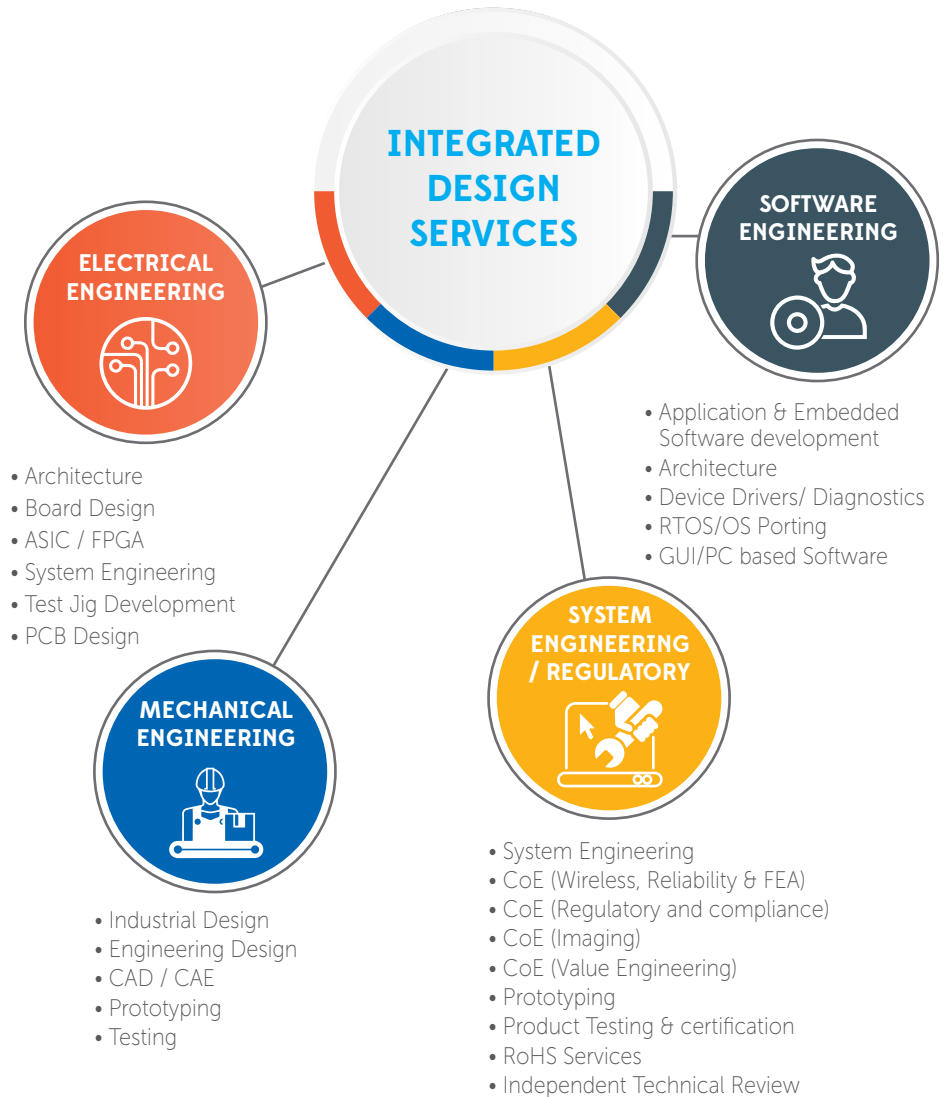 INTEGRATED
DESIGN
SERVICES
ELECTRICAL
ENGINEERING
• Architecture
• Board Design
• ASIC / FPGA
• System Engineering
• Test Jig Development
• PCB Design
MECHANICAL
ENGINEERING
• Industrial Design
• Engineering Design
• CAD / CAE
• Prototyping
• Testing
SYSTEM
ENGINEERING
/ REGULATORY
• System Engineering
• CoE (Wireless, Reliability & FEA)
• CoE (Regulatory and compliance)
• CoE (Imaging)
• CoE (Value Engineering)
• Prototyping
• Product Testing & certification
• RoHS Services
• Independent Technical Review
SOFTWARE
ENGINEERING
• Application & Embedded
Software development
• Architecture
• Device Drivers/ Diagnostics
• RTOS/OS Porting
• GUI/PC based Software